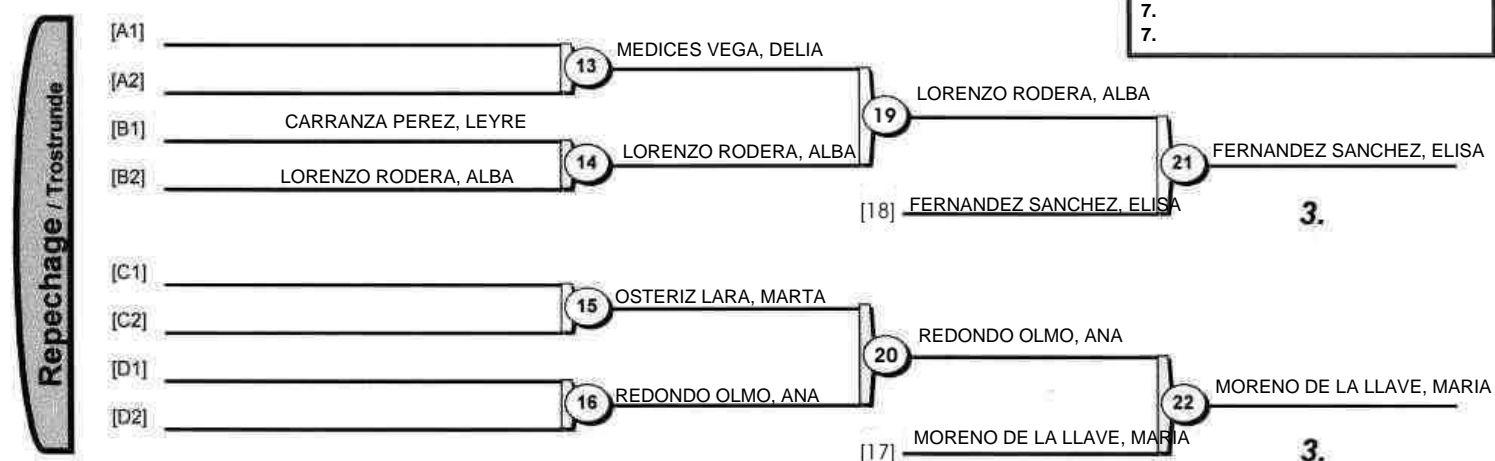 7.
7.
Repechage / Trostrunde
[A1]
[A2]
13
MEDICES VEGA, DELIA
[B1]
CARRANZA PEREZ, LEYRE
[B2]
LORENZO RODERA, ALBA
14
LORENZO RODERA, ALBA
19
LORENZO RODERA, ALBA
[18]
FERNANDEZ SANCHEZ, ELISA
21
FERNANDEZ SANCHEZ, ELISA
3.
[C1]
[C2]
15
OSTERIZ LARA, MARTA
[D1]
[D2]
16
REDONDO OLMO, ANA
20
REDONDO OLMO, ANA
[17]
MORENO DE LA LLAVE, MARIA
22
MORENO DE LA LLAVE, MARIA
3.